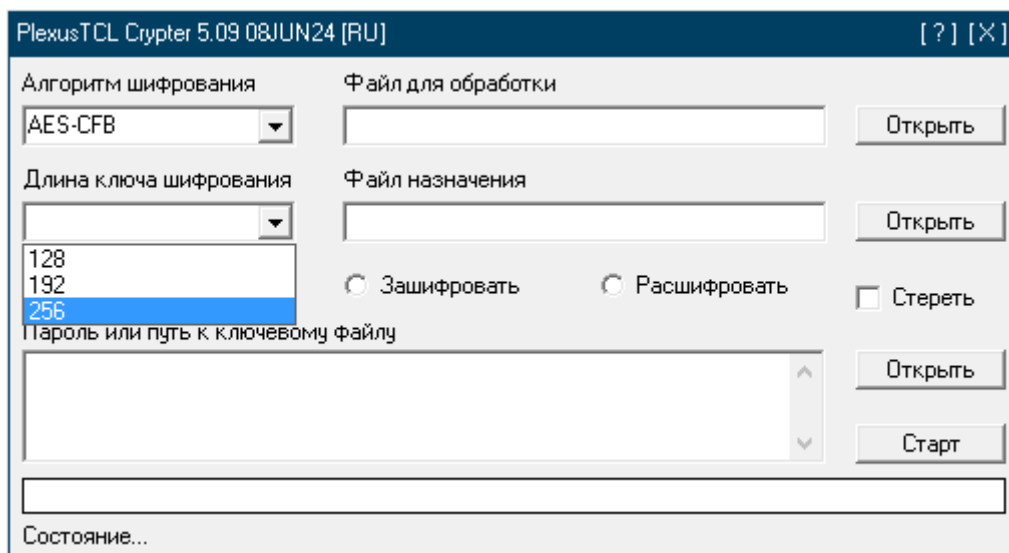 PlexusTCL Crypter 5.09 08JUN24 [RU] [ ? ] [X]
Алгоритм шифрования Файл для обработки
AES-CFB Открыть
Длина ключа шифрования Файл назначения
Открыть
128
192 Зашифровать Расшифровать
Стереть
256
Пароль или путь к ключевому файлу
Открыть
Старт
Состояние...